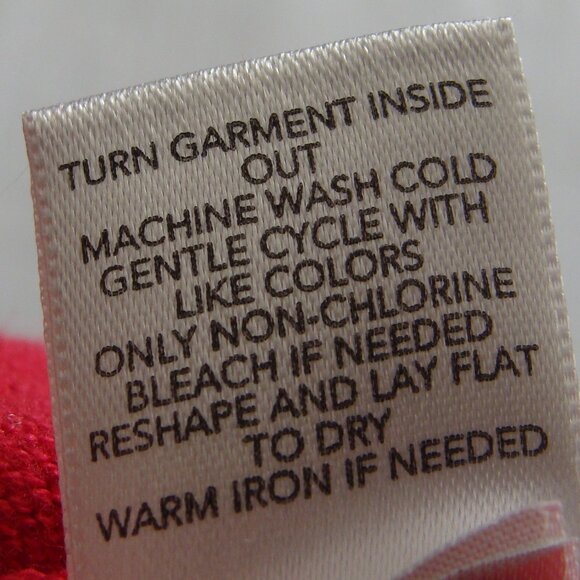 TURN GARMENT INSIDE
OUT
MACHINE WASH COLD
GENTLE CYCLE WITH
LIKE COLORS
ONLY NON-CHLORINE
BLEACH IF NEEDED
RESHAPE AND LAY FLAT
TO DRY
WARM IRON IF NEEDED